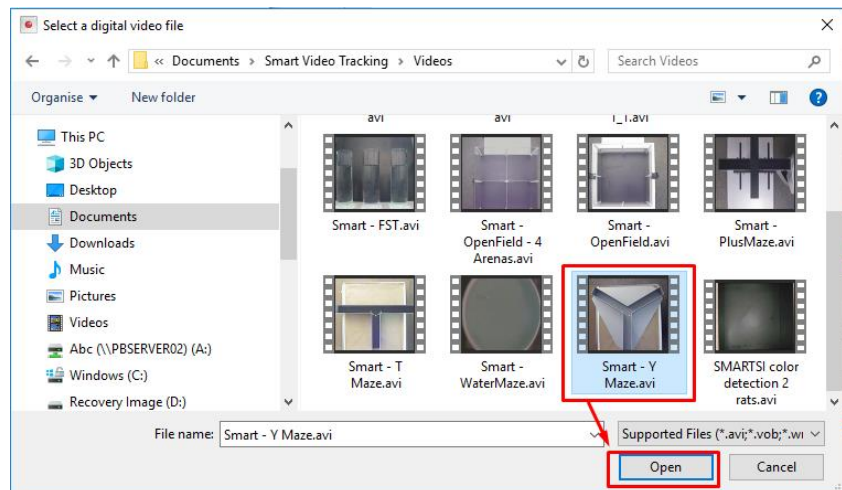 Select a digital video file
« Documents > Smart Video Tracking > Videos
Search Videos
Organise
New folder
This PC
3D Objects
Desktop
Documents
Downloads
Music
Pictures
Videos
Abc (\\PBSERVER02) (A:)
Windows (C:)
Recovery Image (D:)
avi
avi
1_1.avi
Smart - FST.avi
Smart -
OpenField - 4
Arenas.avi
Smart -
OpenField.avi
Smart -
PlusMaze.avi
Smart - T
Maze.avi
Smart -
WaterMaze.avi
Smart - Y
Maze.avi
SMARTSI color
detection 2
rats.avi
File name:
Smart - Y Maze.avi
Supported Files (*.avi;*.vob;*.wi
Open
Cancel